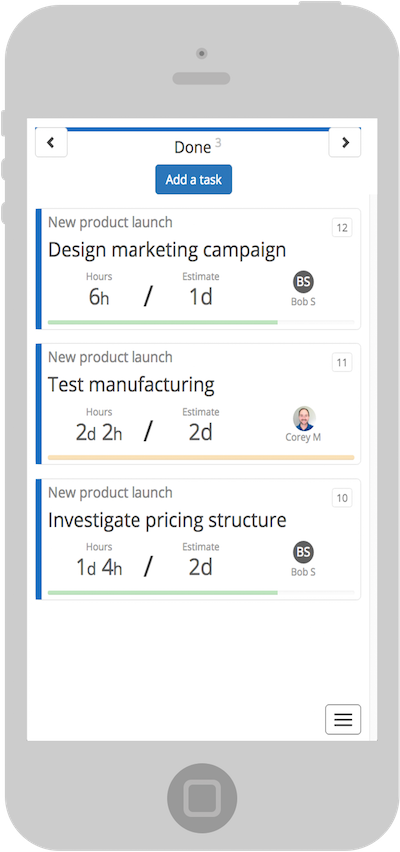 Done 3
Add a task
New product launch
12
Design marketing campaign
Hours Estimate
6h / 1d
BS
Bob S
New product launch
11
Test manufacturing
Hours Estimate
2d 2h / 2d
Corey M
New product launch
10
Investigate pricing structure
Hours Estimate
1d 4h / 2d
BS
Bob S